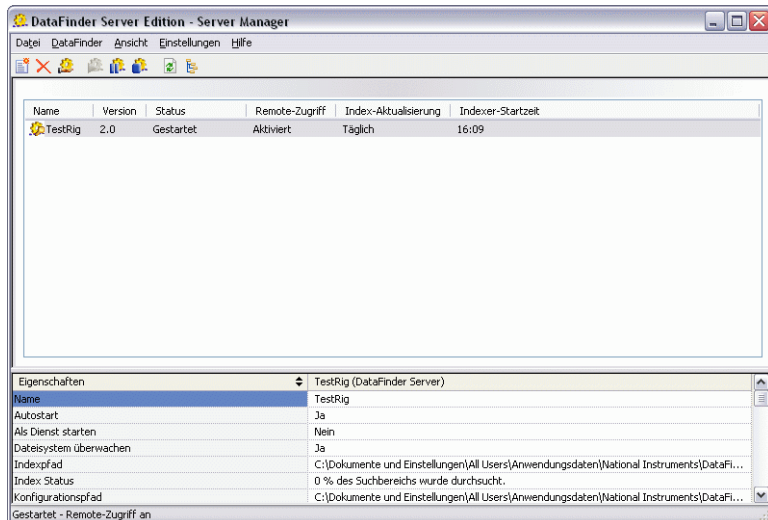 DataFinder Server Edition - Server Manager
Datei DataFinder Ansicht Einstellungen Hilfe
Name Version Status Remote-Zugriff Index-Aktualisierung Indexer-Startzeit
TestRig 2.0 Gestartet Aktiviert Täglich 16:09
Eigenschaften TestRig (DataFinder Server)
Name TestRig
Autostart Ja
Als Dienst starten Nein
Dateisystem überwachen Ja
Indexpfad C:\Dokumente und Einstellungen\All Users\Anwendungsdaten\National Instruments\DataFi...
Index Status 0 % des Suchbereichs wurde durchsucht.
Konfigurationspfad C:\Dokumente und Einstellungen\All Users\Anwendungsdaten\National Instruments\DataFi...
Gestartet - Remote-Zugriff an